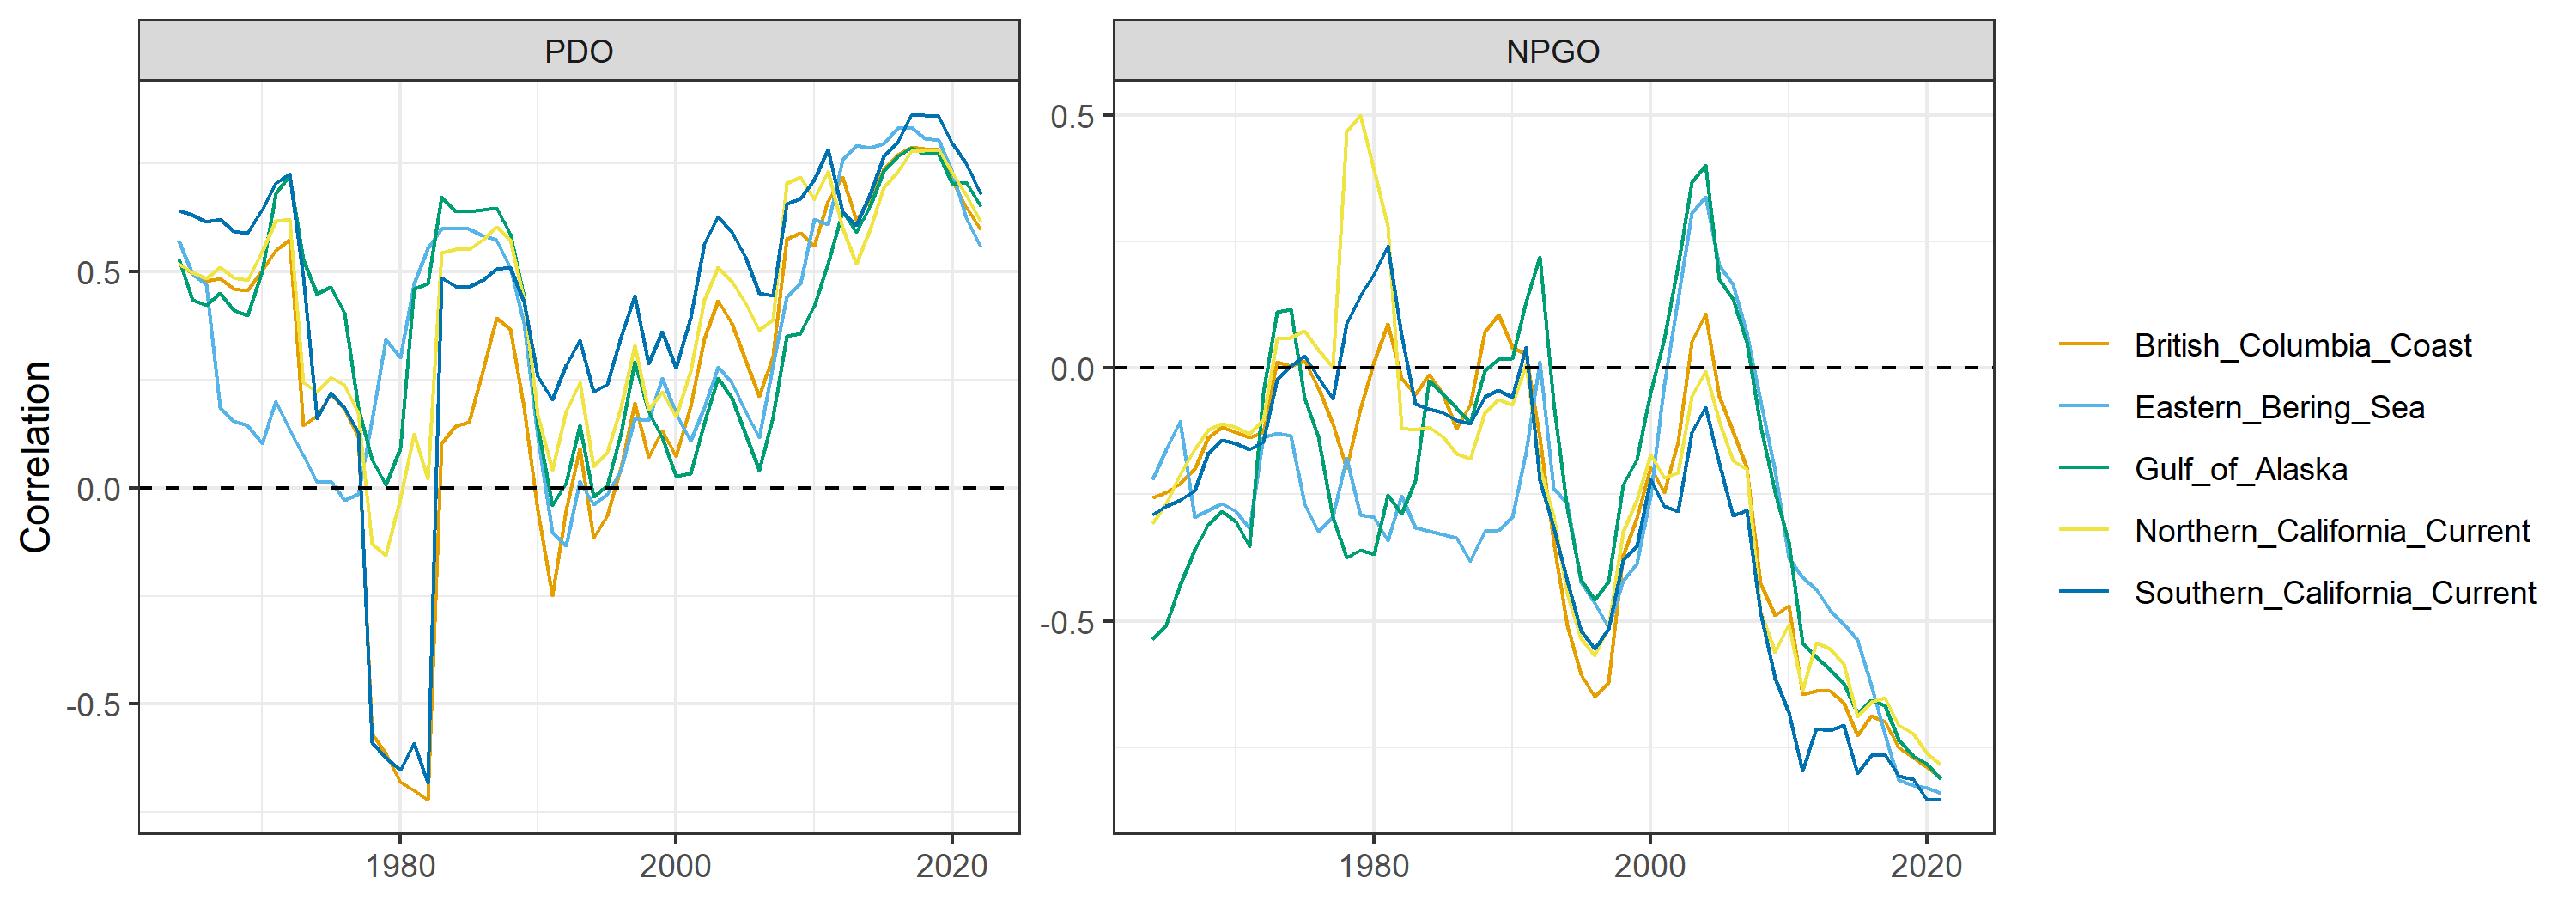 PDO
NPGO
Correlation
0.5
0.0
-0.5
1980
2000
2020
0.5
0.0
-0.5
1980
2000
2020
British_Columbia_Coast
Eastern_Bering_Sea
Gulf_of_Alaska
Northern_California_Current
Southern_California_Current